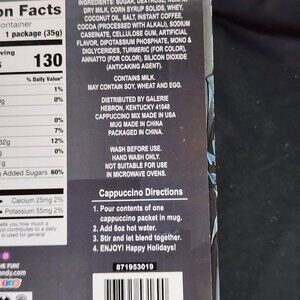 on Facts
container
1 package (35g)
ving
130
% Daily Value*
1%
0%
1%
12%
g Added Sugars 60%
Calcium 25mg 2%
Potassium 55mg 2%
INGREDIENTS: SUGAR, DEXTROSE,
DRY MILK, CORN SYRUP SOLIDS, WHEY,
COCONUT OIL, SALT, INSTANT COFFEE,
COCOA (PROCESSED WITH ALKALI), SODIUM
CASEINATE, CELLULOSE GUM, ARTIFICIAL
FLAVOR, DIPOTASSIUM PHOSPHATE, MONO &
DIGLYCERIDES, TURMERIC (FOR COLOR),
ANNATTO (FOR COLOR), SILICON DIOXIDE
(ANTICAKING AGENT).
CONTAINS MILK.
MAY CONTAIN SOY, WHEAT AND EGG.
DISTRIBUTED BY GALERIE
HEBRON, KENTUCKY 41048
CAPPUCCINO MIX MADE IN USA
MUG MADE IN CHINA
PACKAGED IN CHINA.
WASH BEFORE USE.
HAND WASH ONLY.
NOT SUITABLE FOR USE
IN MICROWAVE OVENS.
Cappuccino Directions
1. Pour contents of one
cappuccino packet in mug.
2. Add 6oz hot water.
3. Stir and let blend together.
4. ENJOY! Happy Holidays!
871953019